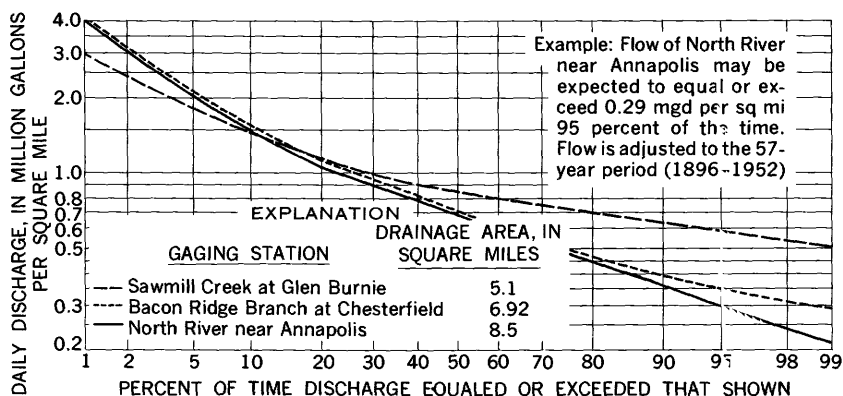 DAILY DISCHARGE, IN MILLION GALLONS
PER SQUARE MILE
4.0
3.0
2.0
1.0
0.8
0.7
0.6
0.5
0.3
0.2
Example: Flow of North River
near Annapolis may be
expected to equal or ex-
ceed 0.29 mgd per sq mi
95 percent of the time.
Flow is adjusted to the 57-
year period (1896-1952)
EXPLANATION
GAGING STATION
DRAINAGE AREA, IN
SQUARE MILES
Sawmill Creek at Glen Burnie 5.1
Bacon Ridge Branch at Chesterfield 6.92
North River near Annapolis 8.5
1 2 5 10 20 30 40 50 60 70 80 90 98 99
PERCENT OF TIME DISCHARGE EQUALED OR EXCEEDED THAT SHOWN